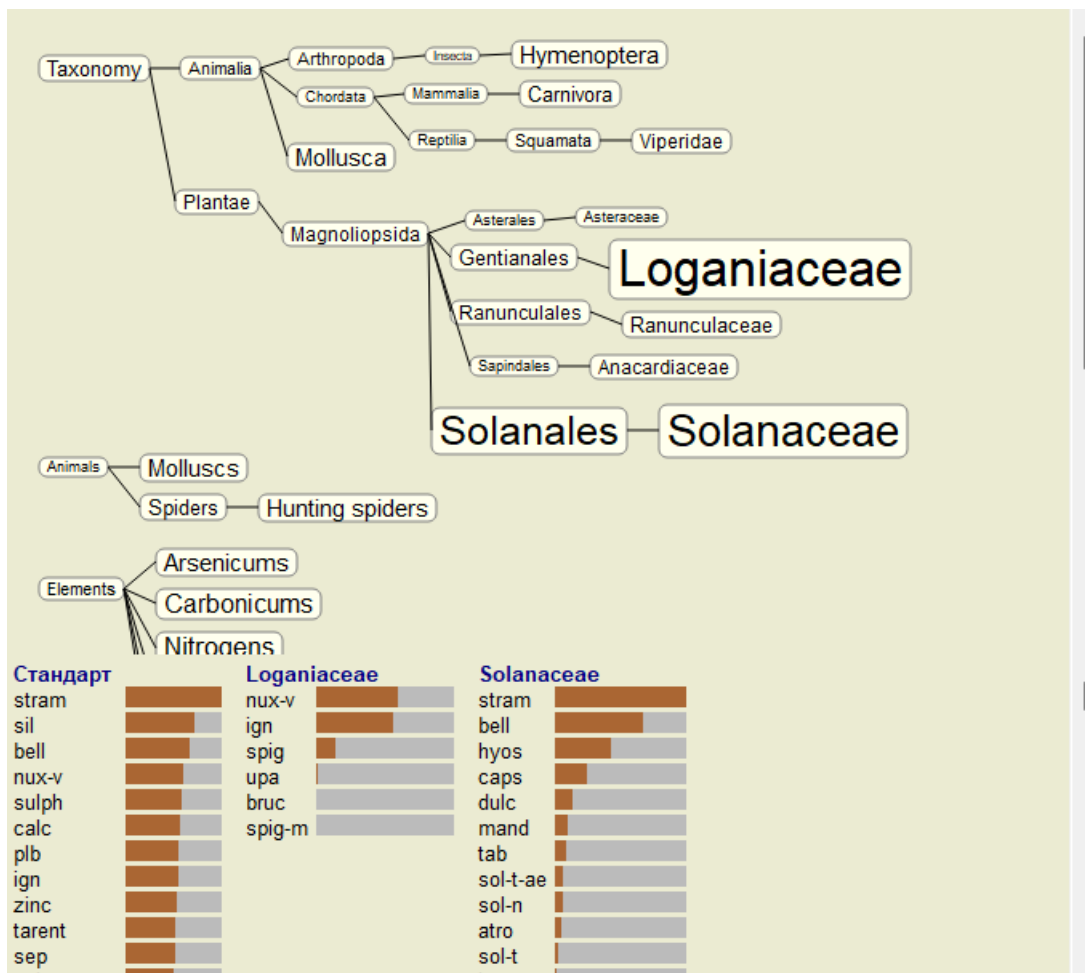 Taxonomy
Animalia
Arthropoda
Insecta
Hymenoptera
Chordata
Mammalia
Carnivora
Reptilia
Squamata
Viperidae
Mollusca
Plantae
Magnoliopsida
Asterales
Asteraceae
Gentianales
Loganiaceae
Ranunculales
Ranunculaceae
Sapindales
Anacardiaceae
Solanales
Solanaceae
Animals
Molluscs
Spiders
Hunting spiders
Elements
Arsenicums
Carbonicums
Nitrogens
Стандарт
stram
sil
bell
nux-v
sulph
calc
plb
ign
zinc
tarent
sep
Loganiaceae
nux-v
ign
spig
upa
bruc
spig-m
Solanaceae
stram
bell
hyos
caps
dulc
mand
tab
sol-t-ae
sol-n
atro
sol-t